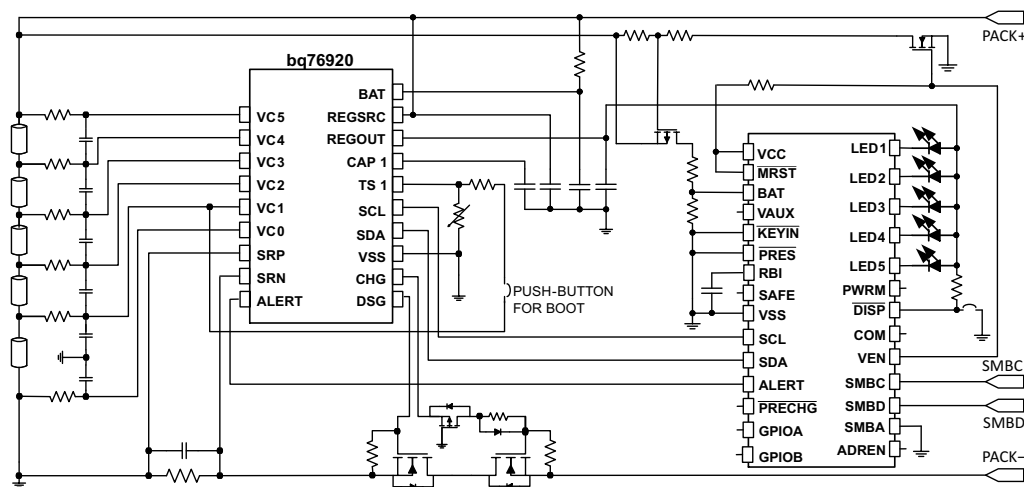 PACK+
bq76920
BAT
REGSRC
REGOUT
CAP 1
TS 1
SCL
SDA
VSS
CHG
DSG
VC5
VC4
VC3
VC2
VC1
VC0
SRP
SRN
ALERT
PUSH-BUTTON
FOR BOOT
VCC
MRST
BAT
VAUX
KEYIN
PRES
RBI
SAFE
VSS
SCL
SDA
ALERT
PRECHG
GPIOA
GPIOB
LED1
LED2
LED3
LED4
LED5
PWRM
DISP
COM
VEN
SMBC
SMBD
SMBA
ADREN
SMBC
SMBD
PACK–